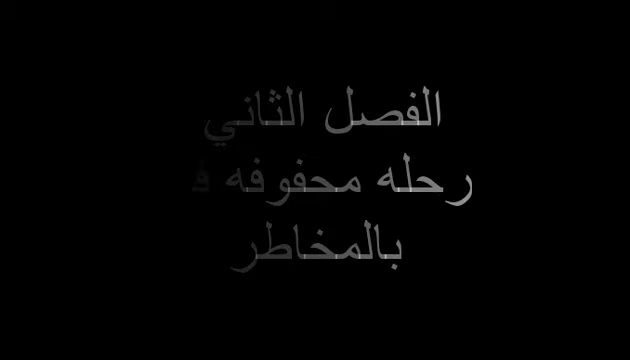 الفصل الثاني
رحله محفوفه
بالمخاطر